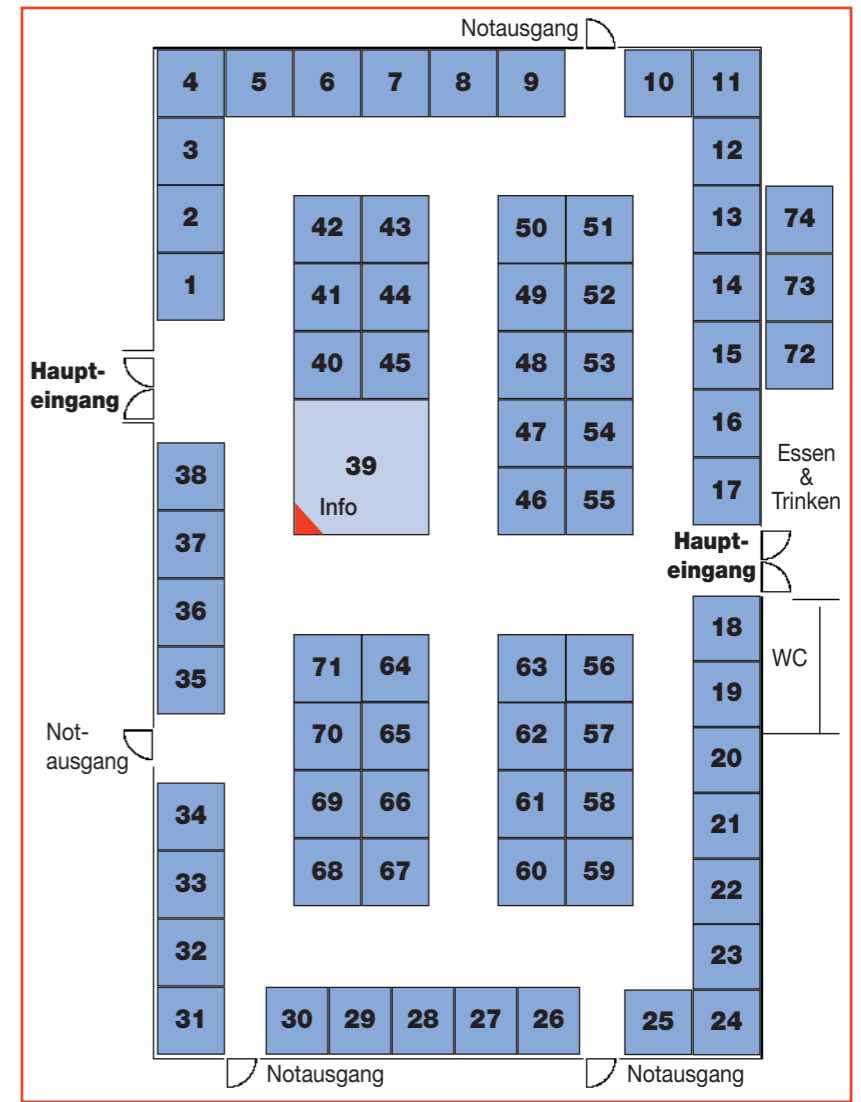 Notausgang
4 5 6 7 8 9 10 11
3 12
2 42 43 50 51 13 74
1 41 44 49 52 14 73
Haupt-
eingang
40 45 48 53 15 72
39
Info
47 54 16
46 55 17
Essen
&
Trinken
38
37
Haupt-
eingang
36 18
WC
35 71 64 63 56 19
Not-
ausgang
70 65 62 57 20
34 69 66 61 58 21
33 68 67 60 59 22
32 23
31 30 29 28 27 26 25 24
Notausgang
Notausgang